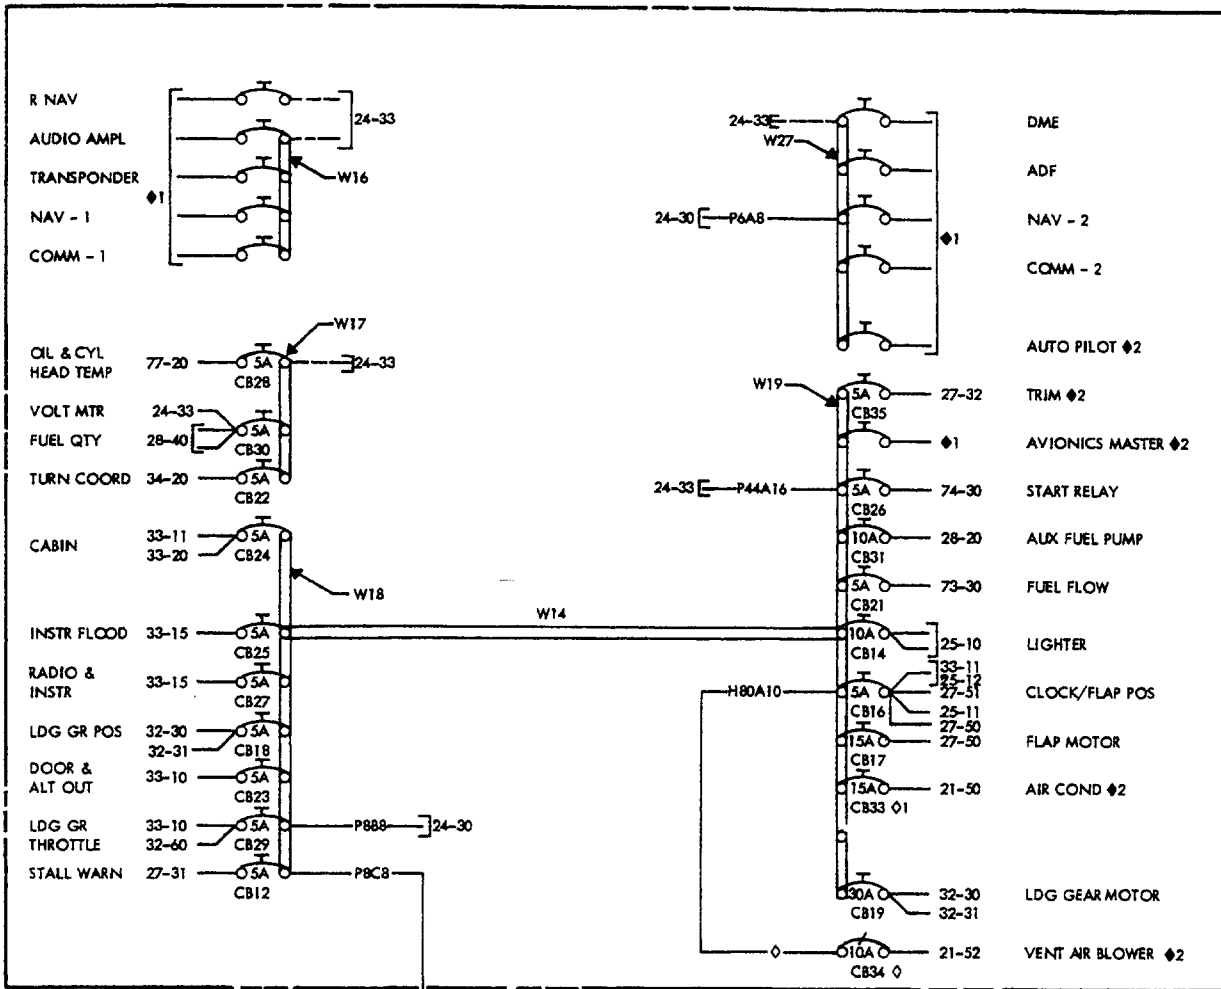 R NAV
24-33
AUDIO AMPL
TRANSPONDER
W16
◆1
NAV - 1
COMM - 1
W17
OIL & CYL
HEAD TEMP
77-20
5A
24-33
CB28
VOLT MTR
24-33
5A
FUEL QTY
28-40
CB30
TURN COORD
34-20
5A
CB22
CABIN
33-11
33-20
5A
CB24
W18
W14
INSTR FLOOD
33-15
5A
CB25
RADIO &
INSTR
33-15
5A
CB27
LDG GR POS
32-30
32-31
5A
CB18
DOOR &
ALT OUT
33-10
5A
CB23
LDG GR
THROTTLE
33-10
32-60
5A
CB29
P8B8
24-30
STALL WARN
27-31
5A
CB12
P8C8
24-33
DME
W27
ADF
24-30
P6A8
NAV - 2
◆1
COMM - 2
AUTO PILOT ◆2
W19
5A
CB35
27-32
TRIM ◆2
◆1
AVIONICS MASTER ◆2
24-33
P44A16
5A
CB26
74-30
START RELAY
10A
CB31
28-20
AUX FUEL PUMP
5A
CB21
73-30
FUEL FLOW
10A
CB14
25-10
LIGHTER
H80A10
5A
CB16
33-11
25-12
27-51
25-11
27-50
CLOCK/FLAP POS
15A
CB17
27-50
FLAP MOTOR
15A
CB33 ◊1
21-50
AIR COND ◆2
30A
CB19
32-30
32-31
LDG GEAR MOTOR
◊
10A
CB34 ◊
21-52
VENT AIR BLOWER ◆2